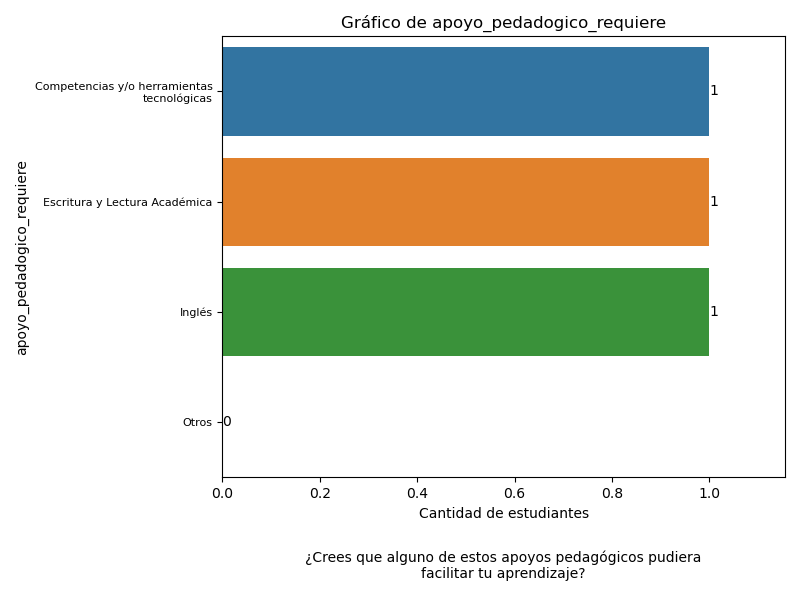 Gráfico de apoyo_pedadogico_requiere
Competencias y/o herramientas
tecnológicas
1
Escritura y Lectura Académica
1
Inglés
1
Otros
0
apoyo_pedadogico_requiere
0.0 0.2 0.4 0.6 0.8 1.0
Cantidad de estudiantes
¿Crees que alguno de estos apoyos pedagógicos pudiera
facilitar tu aprendizaje?